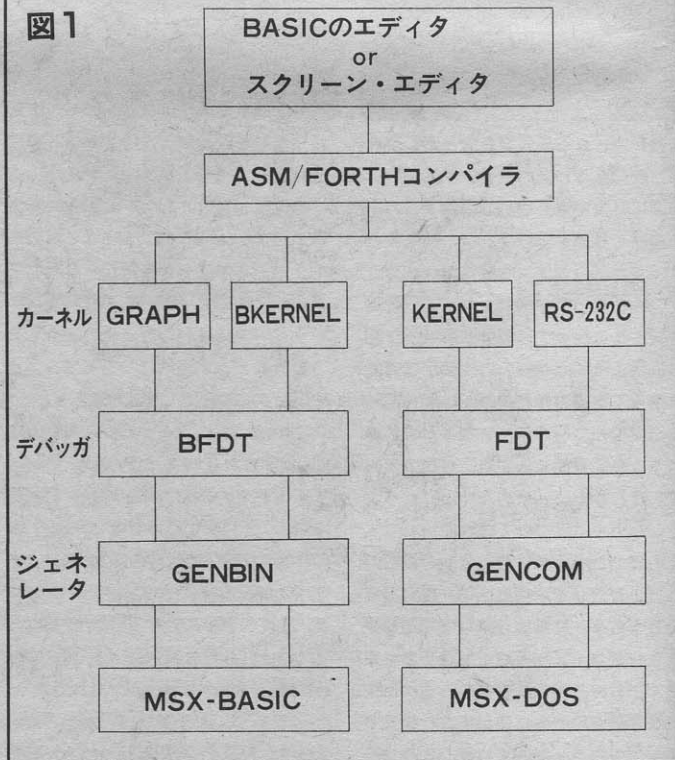 図1
BASICのエディタ
or
スクリーン・エディタ
ASM/FORTHコンパイラ
カーネル GRAPH BKERNEL KERNEL RS-232C
デバッガ BFDT FDT
ジェネ
レータ GENBIN GENCOM
MSX-BASIC MSX-DOS